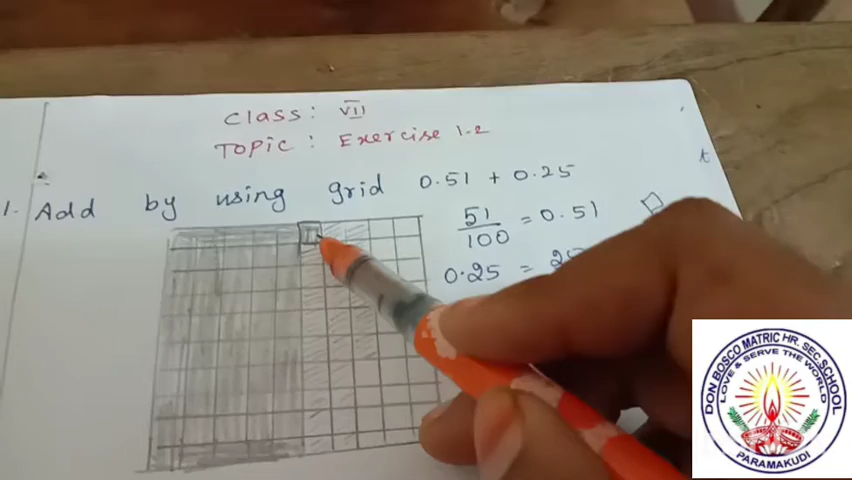 Class: VII
Topic: Exercise 1.2
1. Add by using grid 0.51 + 0.25
51/100 = 0.51
0.25 = 25
DON BOSCO MATRIC HR. SEC. SCHOOL
LOVE & SERVE THE WORLD
PARAMAKUDI